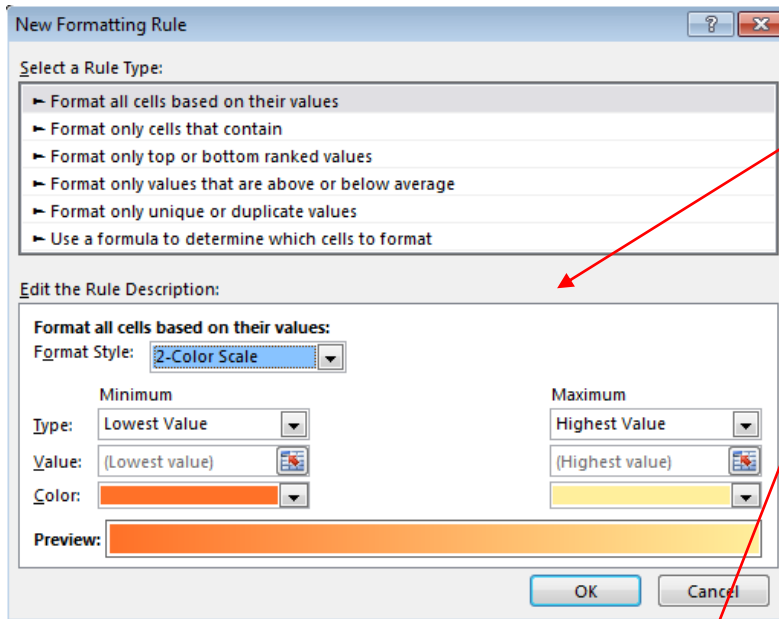 New Formatting Rule
Select a Rule Type:
► Format all cells based on their values
► Format only cells that contain
► Format only top or bottom ranked values
► Format only values that are above or below average
► Format only unique or duplicate values
► Use a formula to determine which cells to format
Edit the Rule Description:
Format all cells based on their values:
Format Style: 2-Color Scale
Minimum Maximum
Type: Lowest Value Highest Value
Value: (Lowest value) (Highest value)
Color:
Preview:
OK Cancel